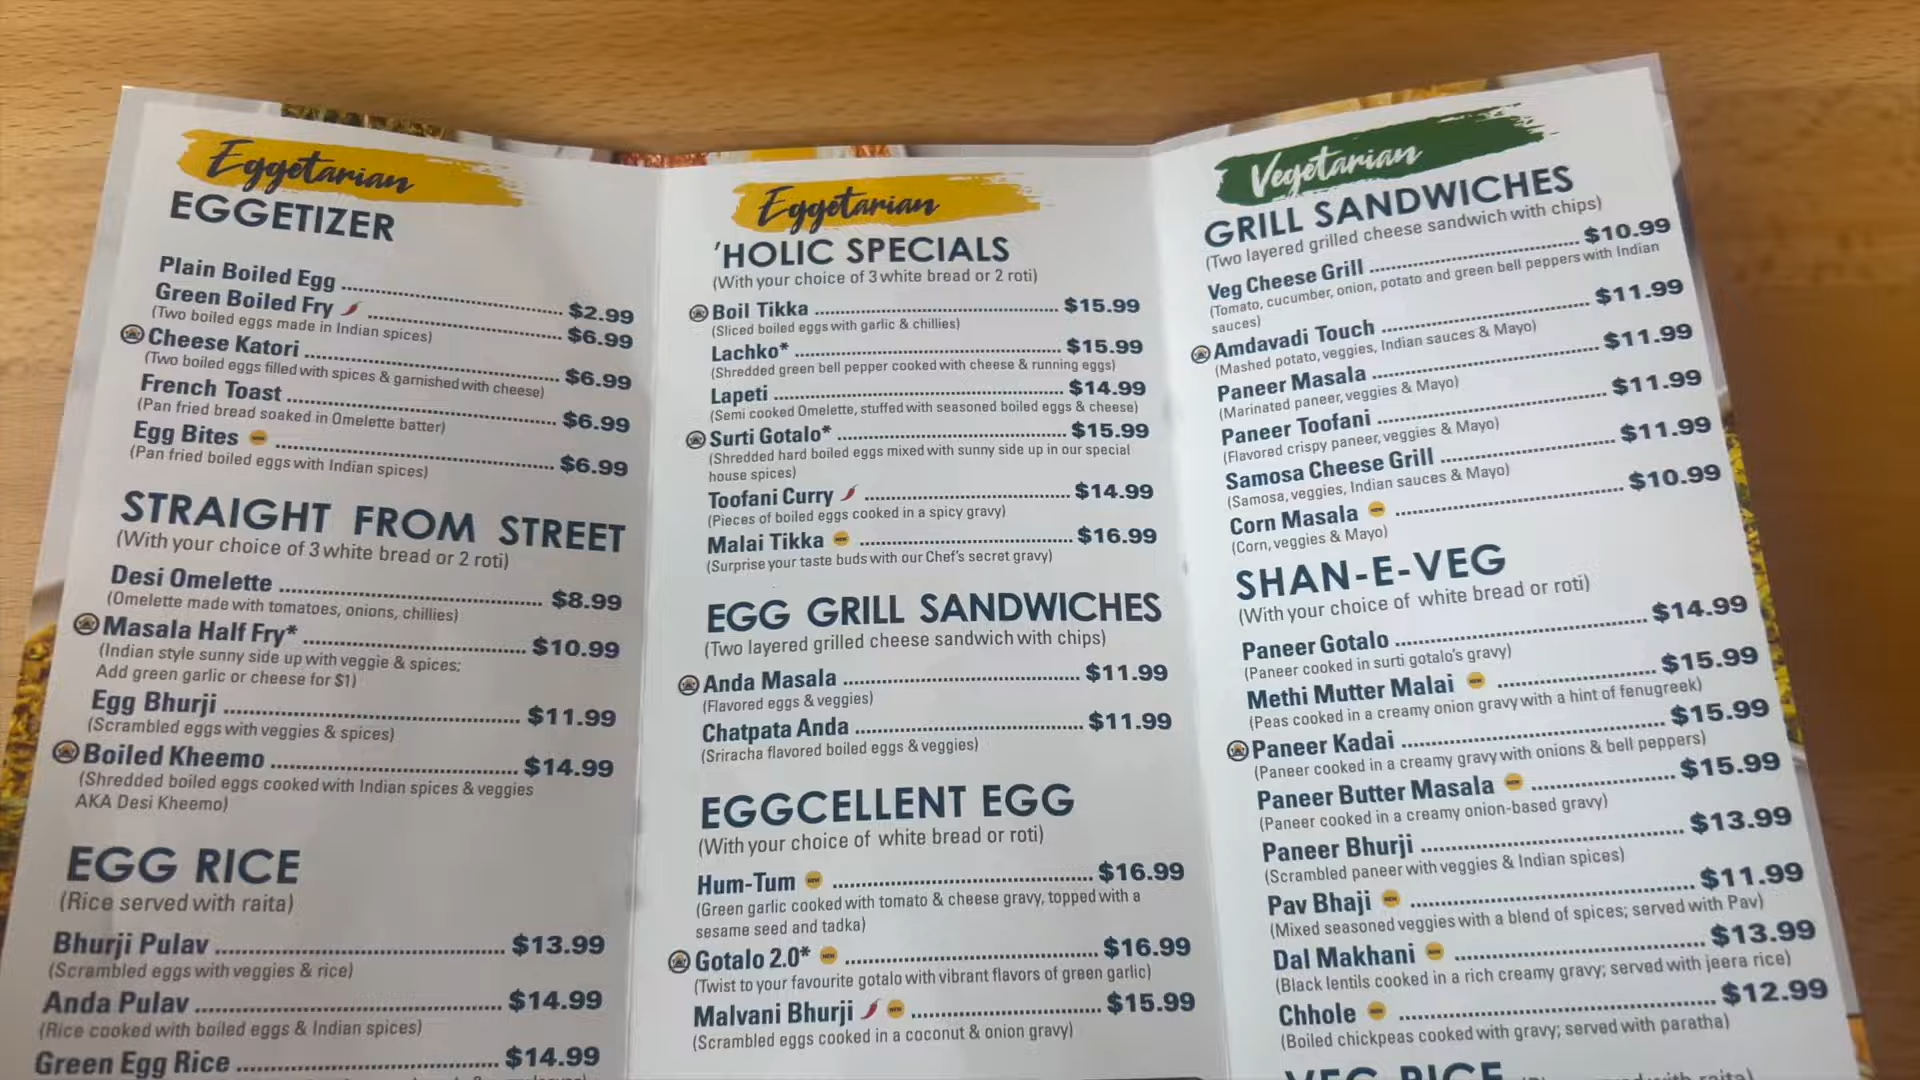 Eggetarian
EGGETIZER
Plain Boiled Egg ........ $2.99
Green Boiled Fry ........ $6.99
(Two boiled eggs made in Indian spices)
Cheese Katori ........ $6.99
(Two boiled eggs filled with spices & garnished with cheese)
French Toast ........ $6.99
(Pan fried bread soaked in Omelette batter)
Egg Bites NEW ........ $6.99
(Pan fried boiled eggs with Indian spices)
STRAIGHT FROM STREET
(With your choice of 3 white bread or 2 roti)
Desi Omelette ........ $8.99
(Omelette made with tomatoes, onions, chillies)
Masala Half Fry* ........ $10.99
(Indian style sunny side up with veggie & spices;
Add green garlic or cheese for $1)
Egg Bhurji ........ $11.99
(Scrambled eggs with veggies & spices)
Boiled Kheemo ........ $14.99
(Shredded boiled eggs cooked with Indian spices & veggies
AKA Desi Kheemo)
EGG RICE
(Rice served with raita)
Bhurji Pulav ........ $13.99
(Scrambled eggs with veggies & rice)
Anda Pulav ........ $14.99
(Rice cooked with boiled eggs & Indian spices)
Green Egg Rice ........ $14.99
Eggetarian
'HOLIC SPECIALS
(With your choice of 3 white bread or 2 roti)
Boil Tikka ........ $15.99
(Sliced boiled eggs with garlic & chillies)
Lachko* ........ $15.99
(Shredded green bell pepper cooked with cheese & running eggs)
Lapeti ........ $14.99
(Semi cooked Omelette, stuffed with seasoned boiled eggs & cheese)
Surti Gotalo* ........ $15.99
(Shredded hard boiled eggs mixed with sunny side up in our special
house spices)
Toofani Curry ........ $14.99
(Pieces of boiled eggs cooked in a spicy gravy)
Malai Tikka NEW ........ $16.99
(Surprise your taste buds with our Chef's secret gravy)
EGG GRILL SANDWICHES
(Two layered grilled cheese sandwich with chips)
Anda Masala ........ $11.99
(Flavored eggs & veggies)
Chatpata Anda ........ $11.99
(Sriracha flavored boiled eggs & veggies)
EGGCELLENT EGG
(With your choice of white bread or roti)
Hum-Tum NEW ........ $16.99
(Green garlic cooked with tomato & cheese gravy, topped with a
sesame seed and tadka)
Gotalo 2.0* NEW ........ $16.99
(Twist to your favourite gotalo with vibrant flavors of green garlic)
Malvani Bhurji NEW ........ $15.99
(Scrambled eggs cooked in a coconut & onion gravy)
Vegetarian
GRILL SANDWICHES
(Two layered grilled cheese sandwich with chips)
Veg Cheese Grill ........ $10.99
(Tomato, cucumber, onion, potato and green bell peppers with Indian
sauces)
Amdavadi Touch ........ $11.99
(Mashed potato, veggies, Indian sauces & Mayo)
Paneer Masala ........ $11.99
(Marinated paneer, veggies & Mayo)
Paneer Toofani ........ $11.99
(Flavored crispy paneer, veggies & Mayo)
Samosa Cheese Grill ........ $11.99
(Samosa, veggies, Indian sauces & Mayo)
Corn Masala NEW ........ $10.99
(Corn, veggies & Mayo)
SHAN-E-VEG
(With your choice of white bread or roti)
Paneer Gotalo ........ $14.99
(Paneer cooked in surti gotalo's gravy)
Methi Mutter Malai NEW ........ $15.99
(Peas cooked in a creamy onion gravy with a hint of fenugreek)
Paneer Kadai ........ $15.99
(Paneer cooked in a creamy gravy with onions & bell peppers)
Paneer Butter Masala NEW ........ $15.99
(Paneer cooked in a creamy onion-based gravy)
Paneer Bhurji ........ $13.99
(Scrambled paneer with veggies & Indian spices)
Pav Bhaji NEW ........ $11.99
(Mixed seasoned veggies with a blend of spices; served with Pav)
Dal Makhani NEW ........ $13.99
(Black lentils cooked in a rich creamy gravy; served with jeera rice)
Chhole NEW ........ $12.99
(Boiled chickpeas cooked with gravy; served with paratha)
VEG RICE